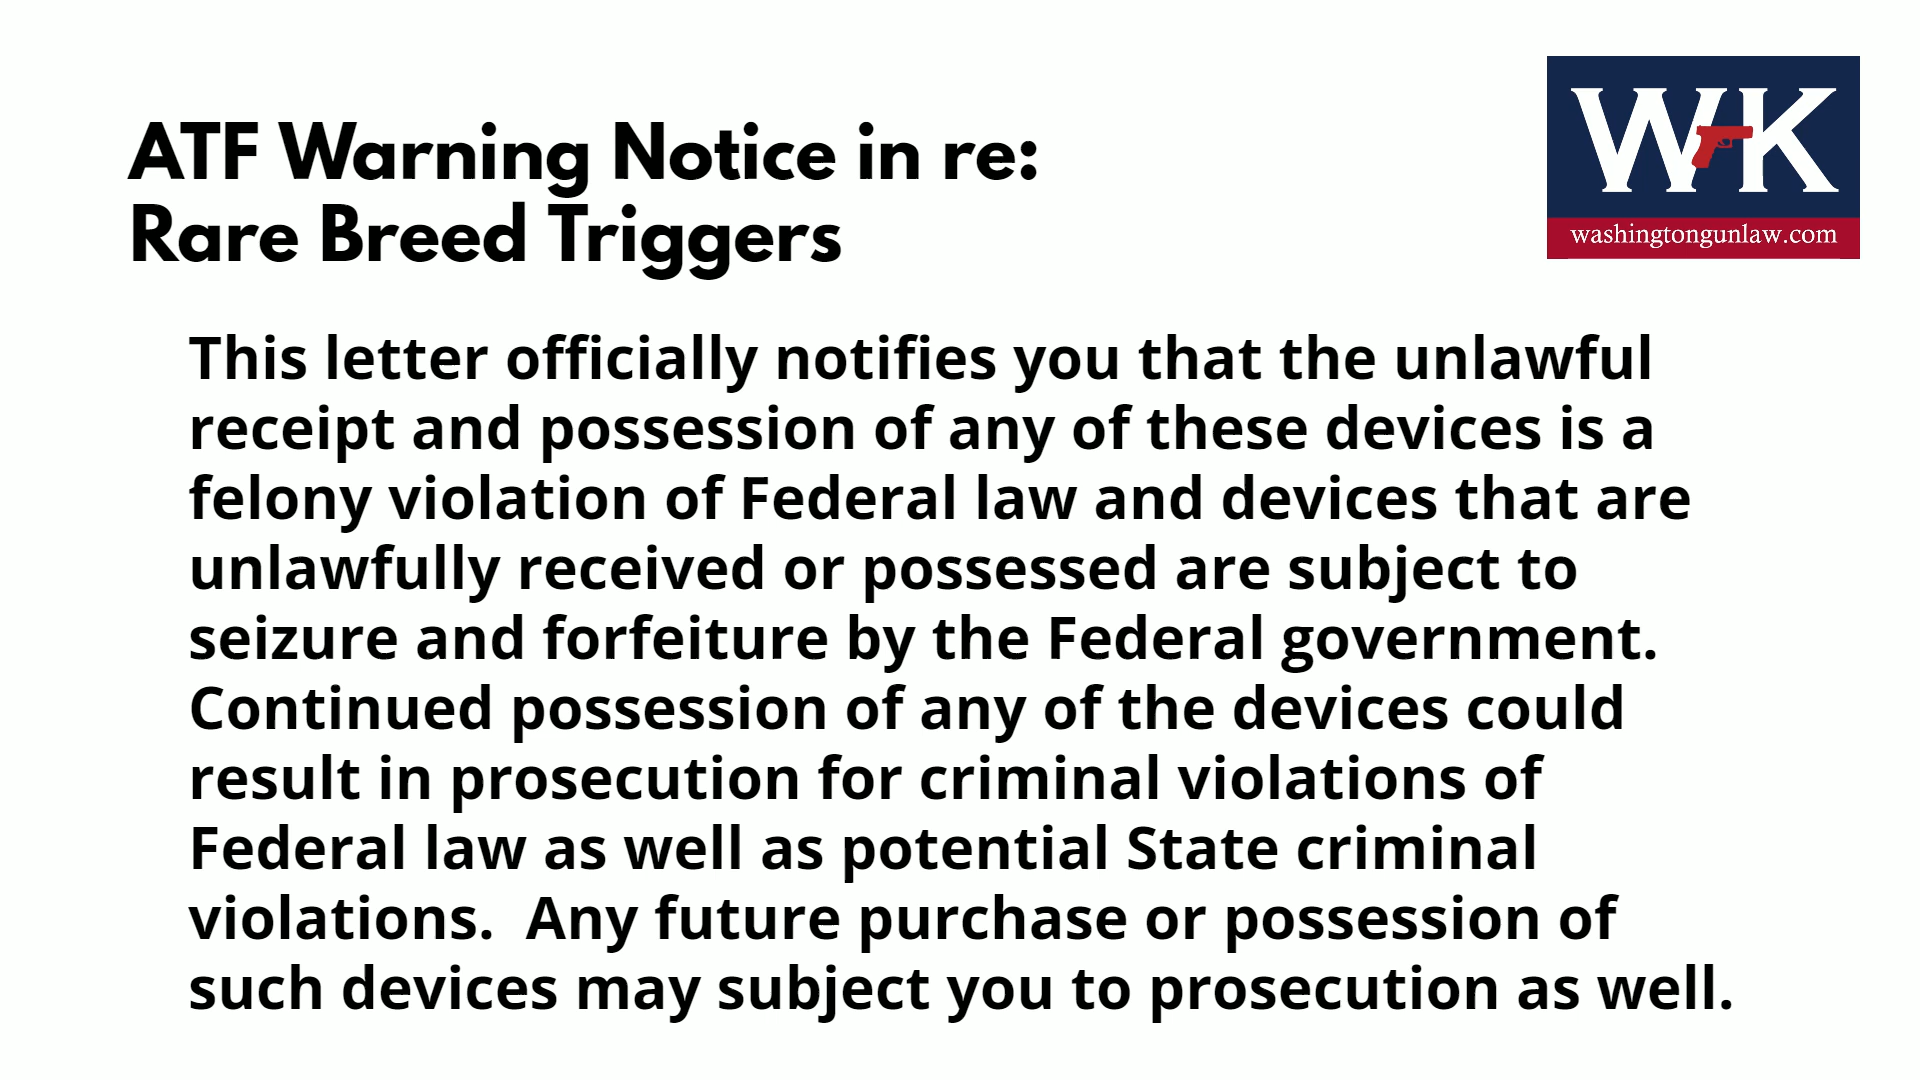 ATF Warning Notice in re:
Rare Breed Triggers
WK
washingtongunlaw.com
This letter officially notifies you that the unlawful
receipt and possession of any of these devices is a
felony violation of Federal law and devices that are
unlawfully received or possessed are subject to
seizure and forfeiture by the Federal government.
Continued possession of any of the devices could
result in prosecution for criminal violations of
Federal law as well as potential State criminal
violations.  Any future purchase or possession of
such devices may subject you to prosecution as well.